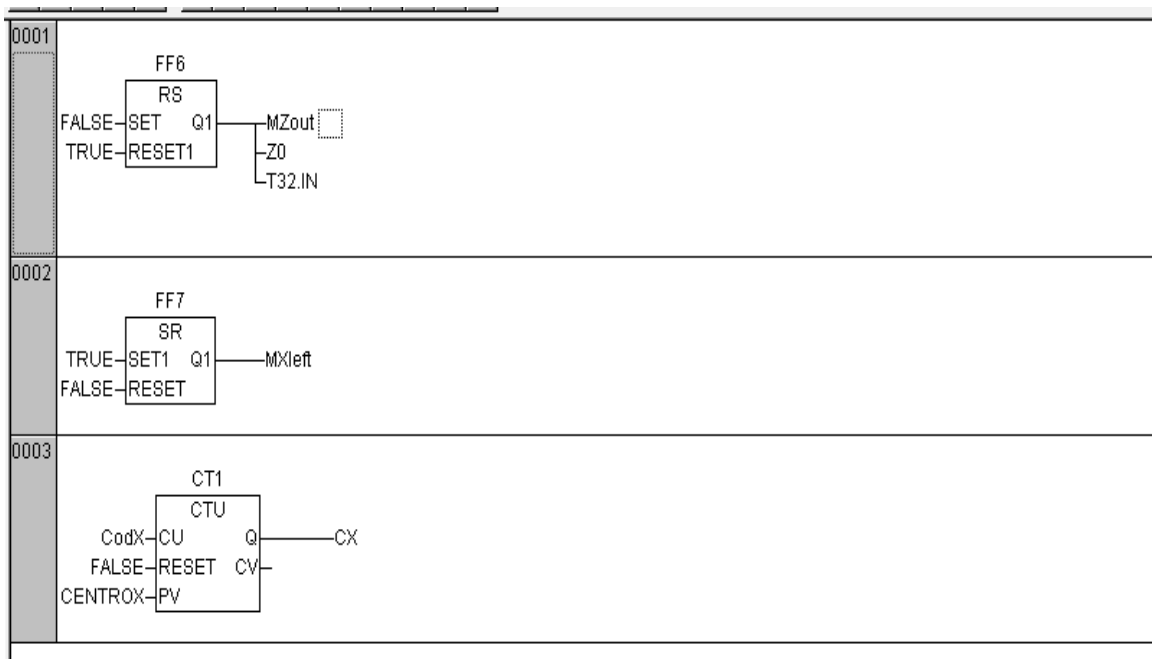 0001
FF6
RS
FALSE SET Q1 MZout
TRUE RESET1 Z0
T32.IN
0002
FF7
SR
TRUE SET1 Q1 MXleft
FALSE RESET
0003
CT1
CTU
CodX CU Q CX
FALSE RESET CV
CENTROX PV